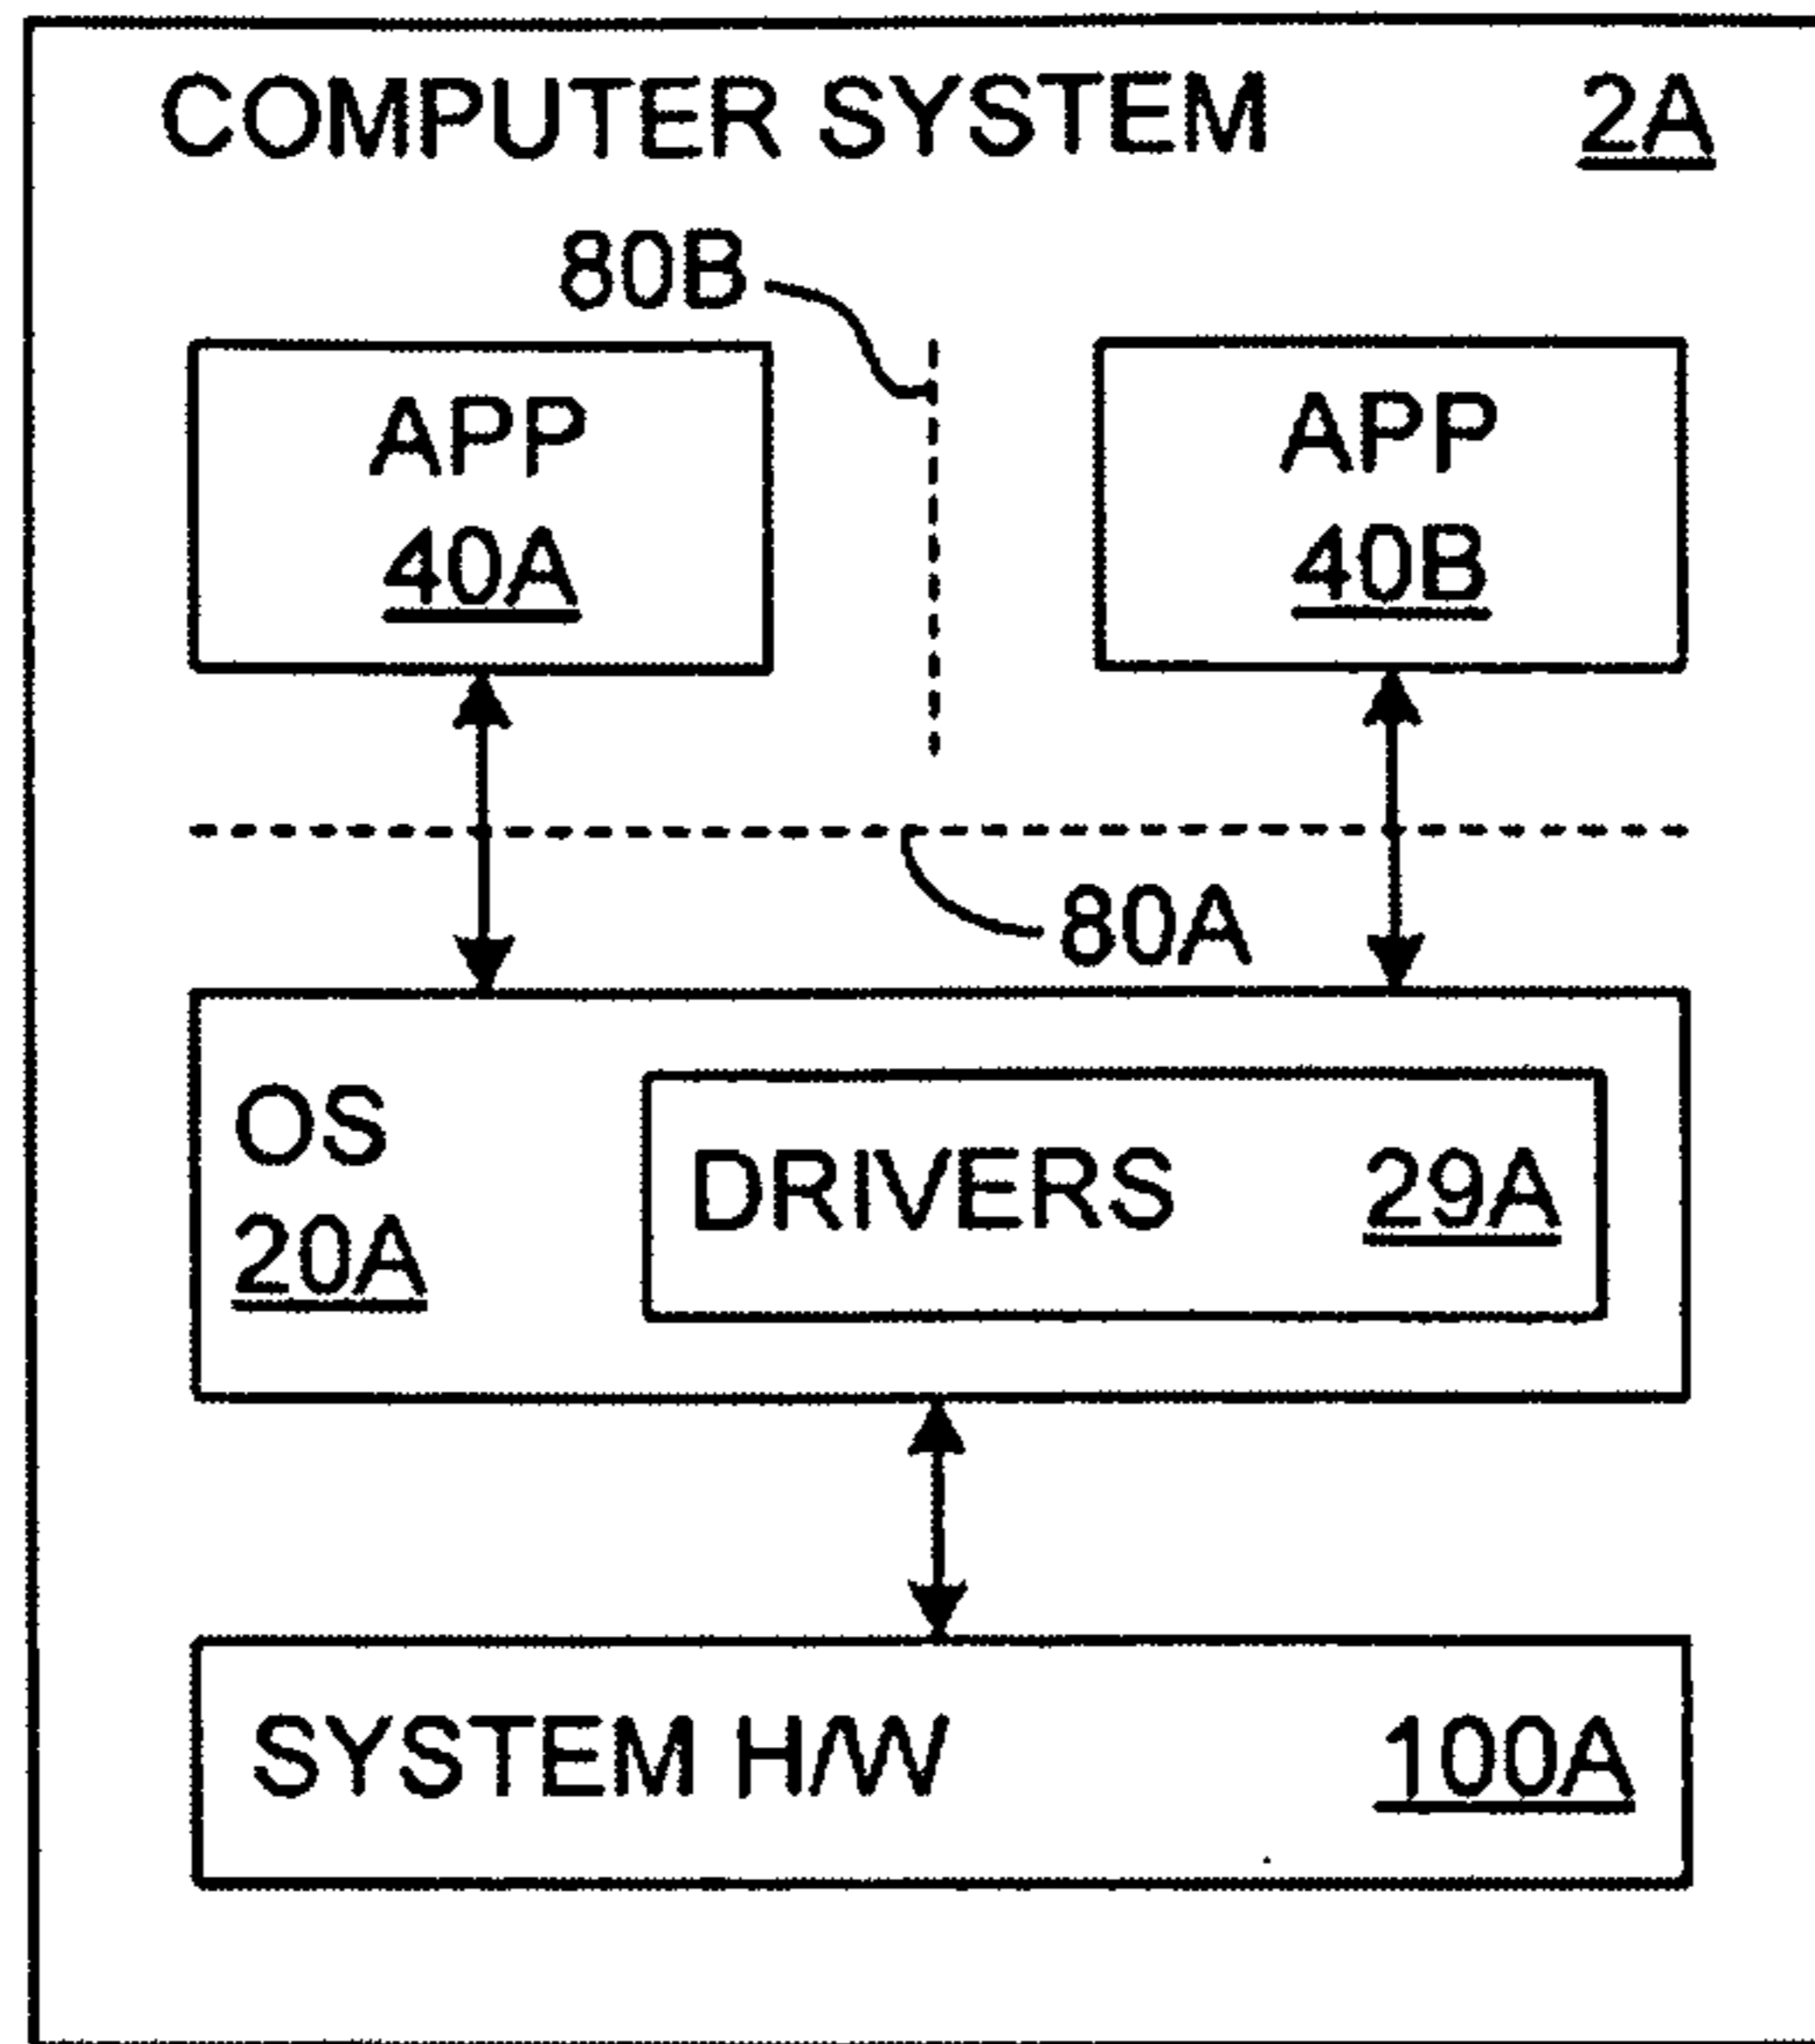 COMPUTER SYSTEM 2A
80B
APP
40A
APP
40B
80A
OS
20A
DRIVERS 29A
SYSTEM H/W 100A